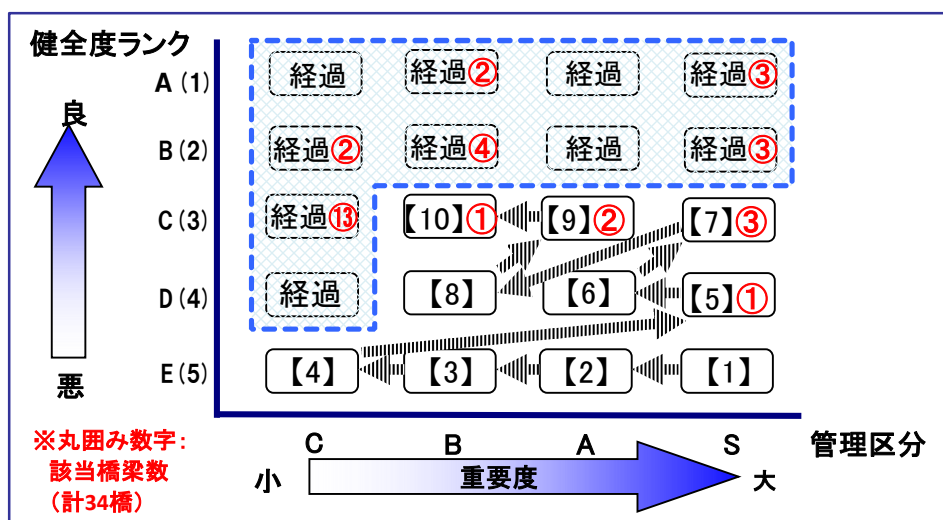 健全度ランク
A(1) 経過 経過② 経過 経過③
良
B(2) 経過② 経過④ 経過 経過③
C(3) 経過⑬ 【10】① 【9】② 【7】③
D(4) 経過 【8】 【6】 【5】①
E(5) 【4】 【3】 【2】 【1】
悪
※丸囲み数字:
該当橋梁数
(計34橋)
C B A S 管理区分
小 重要度 大